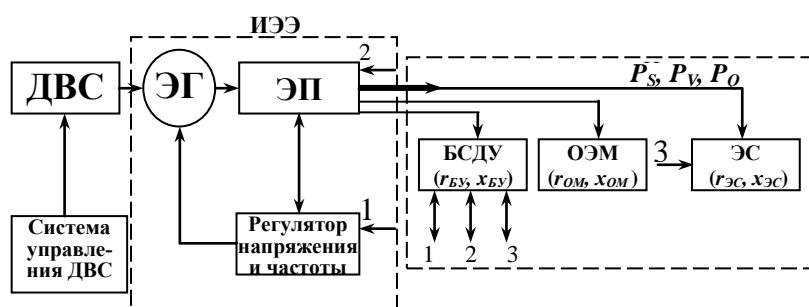 ИЭЭ
2
P_S, P_V, P_O
ДВС
ЭГ
ЭП
БСДУ
(r_БУ, x_БУ)
ОЭМ
(r_ОМ, x_ОМ)
3
ЭС
(r_ЭС, x_ЭС)
Система
управле-
ния ДВС
Регулятор
напряжения
и частоты
1
1
2
3